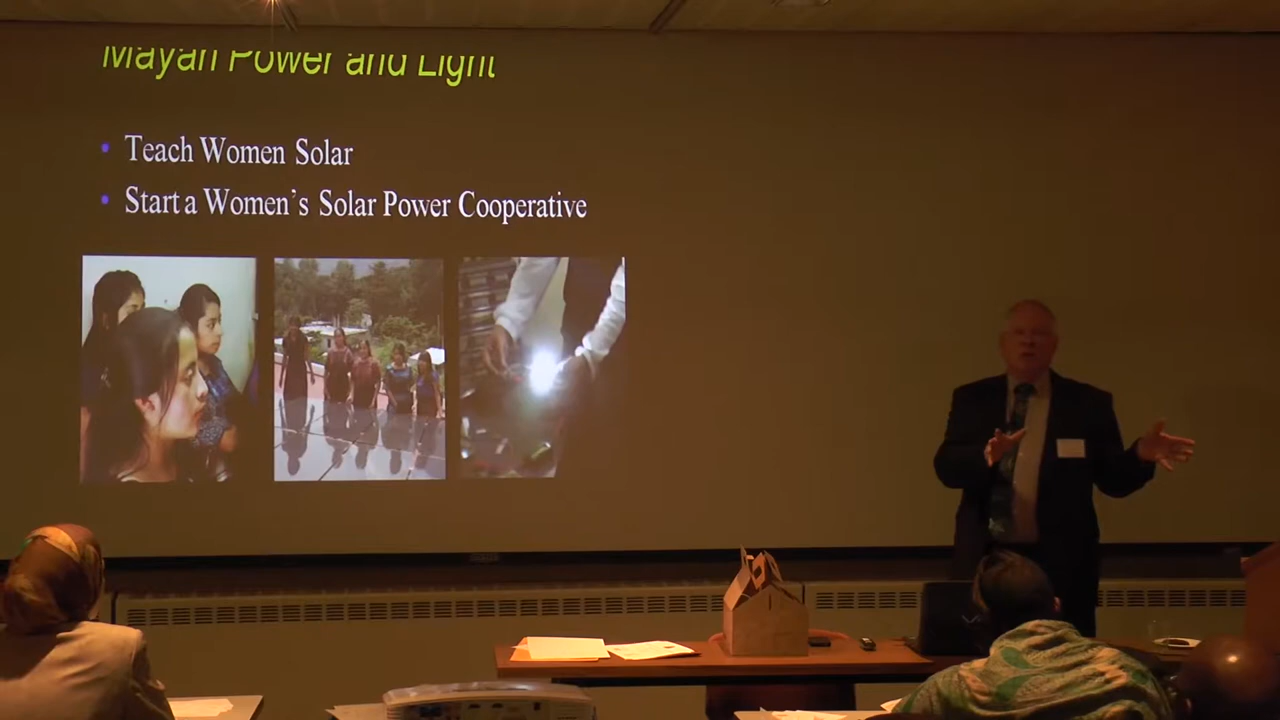 Mayan Power and Light
• Teach Women Solar
• Start a Women's Solar Power Cooperative